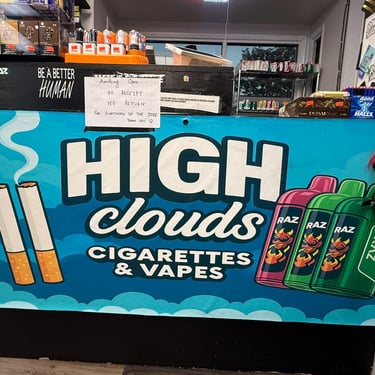 BE A BETTER
HUMAN
NO RECEIPT
NO RETURN
HALLS
HIGH
clouds
CIGARETTES
& VAPES
RAZ
RAZ
RAZ